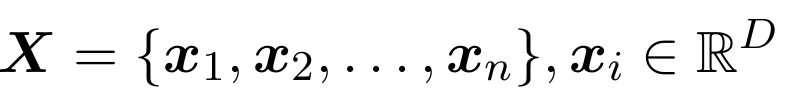 X = {x₁, x₂, . . . , xₙ}, xᵢ ∈ ℝᴰ